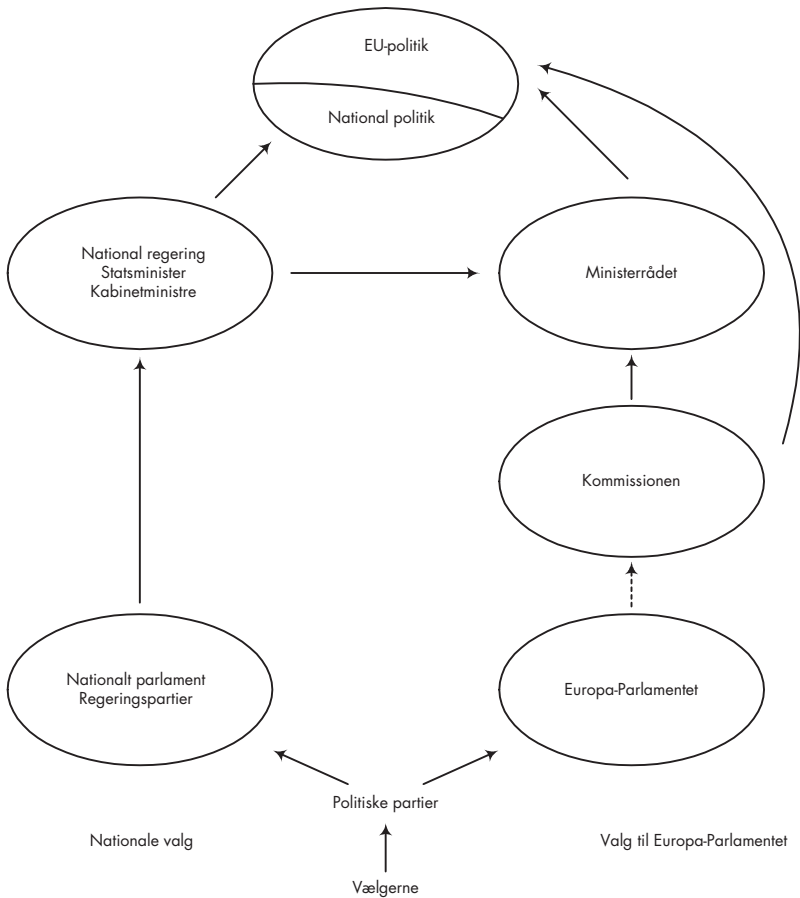 EU-politik
National politik
National regering
Statsminister
Kabinetministre
Ministerrådet
Kommissionen
Nationalt parlament
Regeringspartier
Europa-Parlamentet
Politiske partier
Nationale valg
Valg til Europa-Parlamentet
Vælgerne